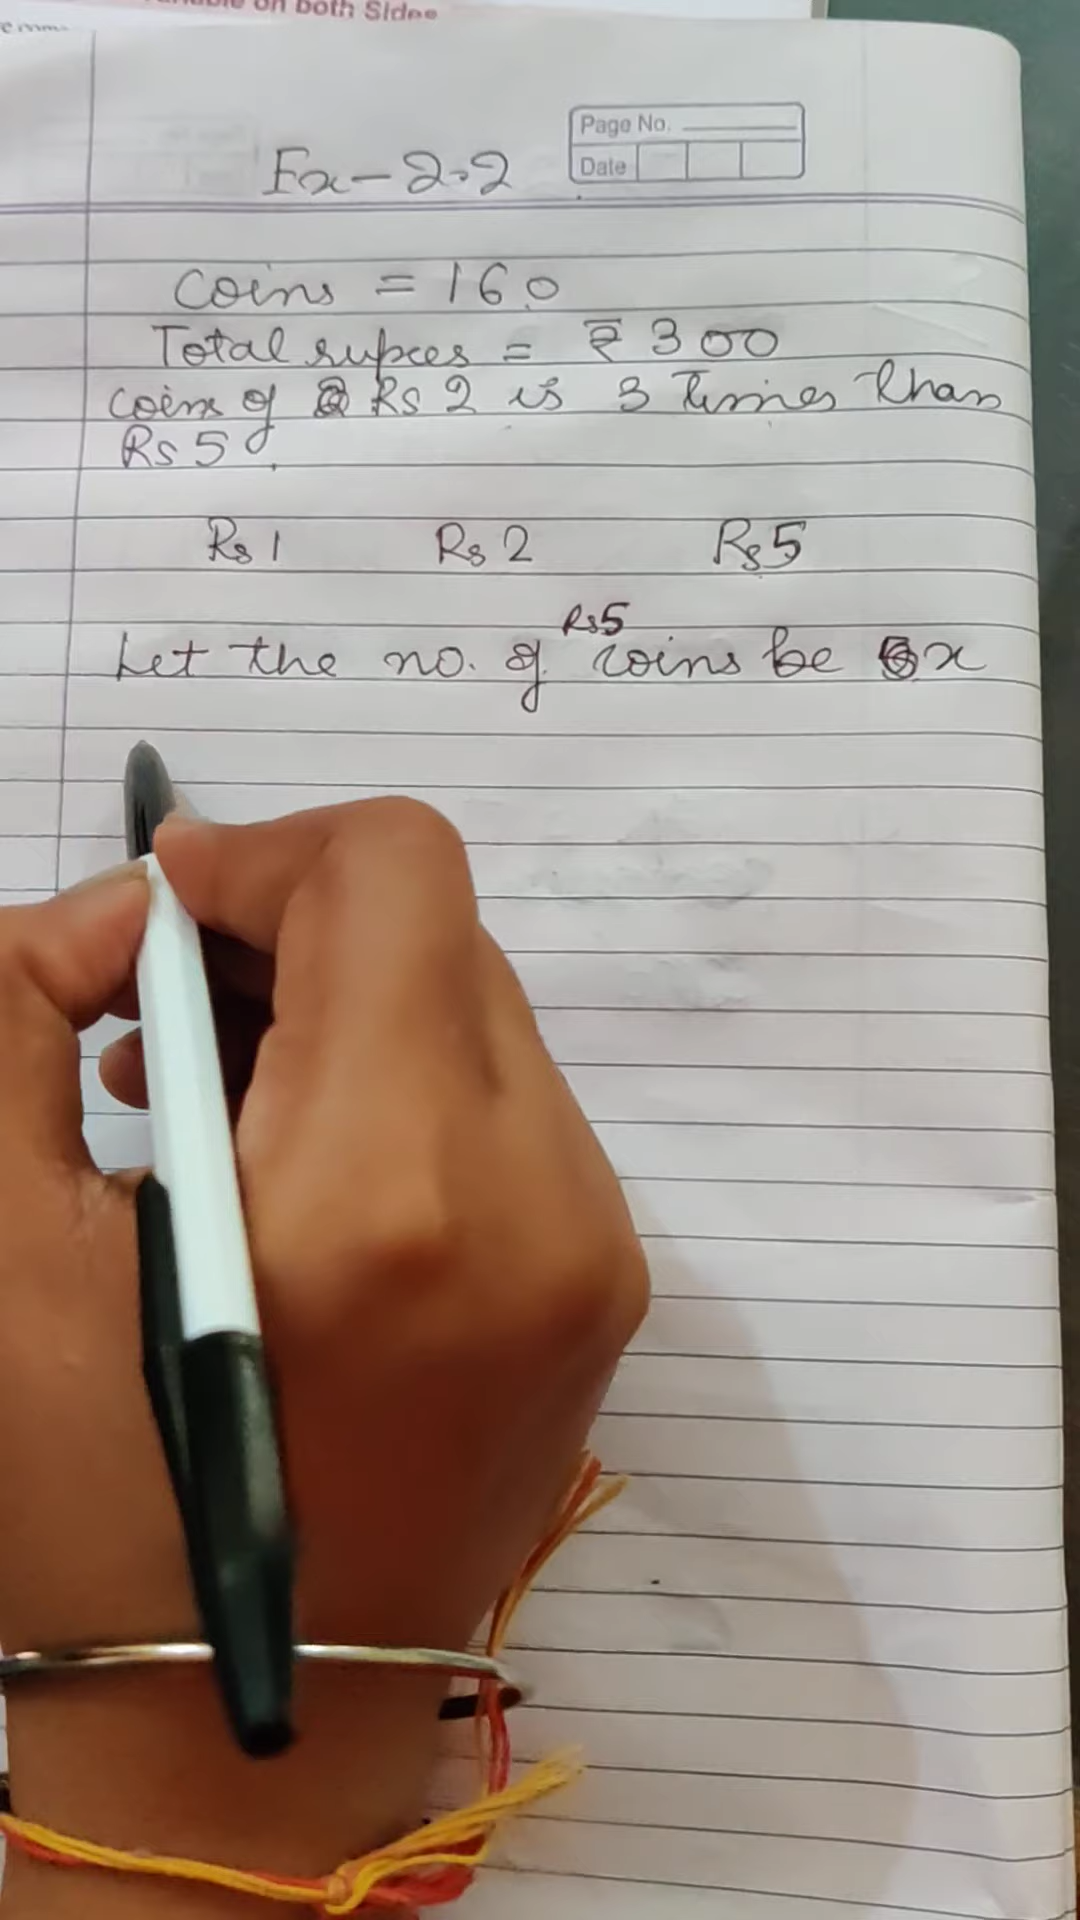 on both Sides
Page No.
Date
Ex-2.2
Coins = 160
Total rupees = ₹ 300
Coins of Rs 2 is 3 times than
Rs 5.
Rs 1 Rs 2 Rs 5
Rs5
Let the no. of coins be x